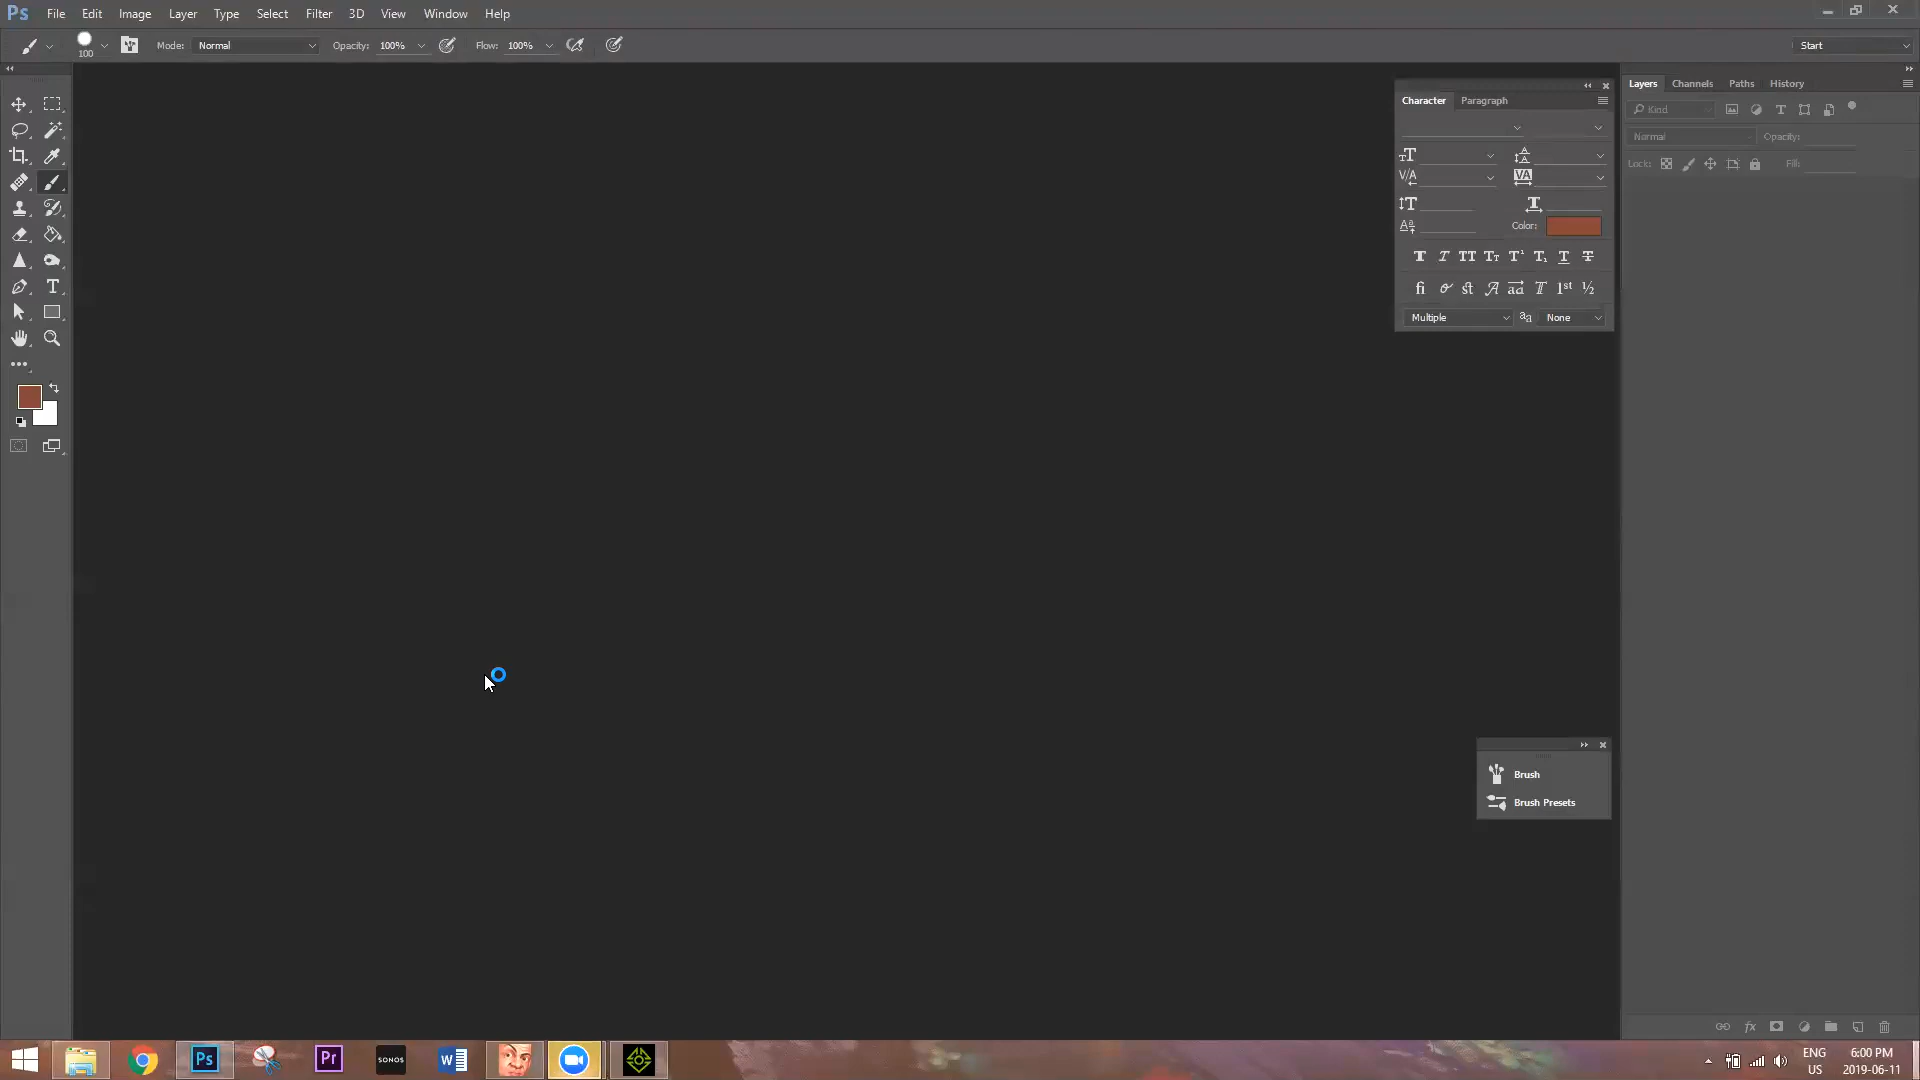 Ps File Edit Image Layer Type Select Filter 3D View Window Help
100 Mode: Normal Opacity: 100% Flow: 100% Start
Layers Channels Paths History
Character Paragraph
Kind
Normal Opacity:
Lock: Fill:
Color:
Multiple None
Brush
Brush Presets
Ps Pr SONOS
ENG
US
6:00 PM
2019-06-11